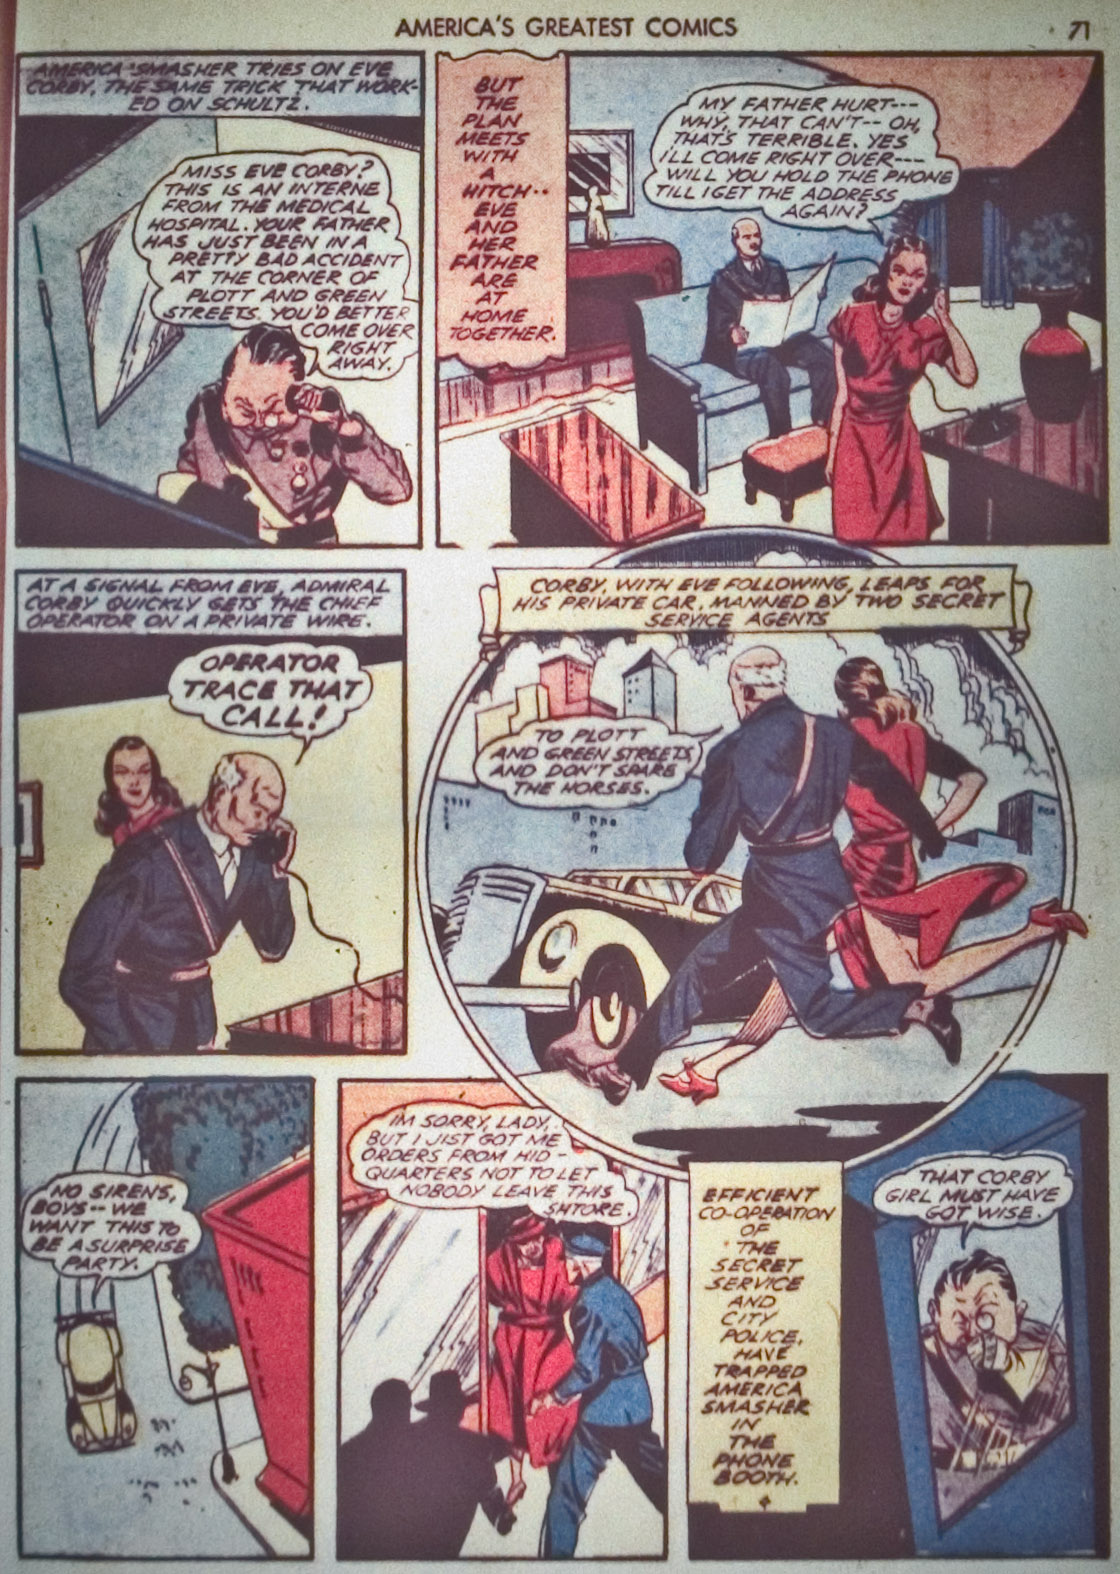 AMERICA'S GREATEST COMICS
71
AMERICA SMASHER TRIES ON EVE
CORBY, THE SAME TRICK THAT WORK-
ED ON SCHULTZ.
MISS EVE CORBY?
THIS IS AN INTERNE
FROM THE MEDICAL
HOSPITAL. YOUR FATHER
HAS JUST BEEN IN A
PRETTY BAD ACCIDENT
AT THE CORNER OF
PLOTT AND GREEN
STREETS. YOU'D BETTER
COME OVER
RIGHT
AWAY.
BUT
THE
PLAN
MEETS
WITH
A
HITCH--
EVE
AND
HER
FATHER
ARE
AT
HOME
TOGETHER.
MY FATHER HURT---
WHY, THAT CAN'T-- OH,
THAT'S TERRIBLE. YES
I'LL COME RIGHT OVER---
WILL YOU HOLD THE PHONE
TILL I GET THE ADDRESS
AGAIN?
AT A SIGNAL FROM EVE, ADMIRAL
CORBY QUICKLY GETS THE CHIEF
OPERATOR ON A PRIVATE WIRE.
OPERATOR
TRACE THAT
CALL!
CORBY, WITH EVE FOLLOWING, LEAPS FOR
HIS PRIVATE CAR, MANNED BY TWO SECRET
SERVICE AGENTS
TO PLOTT
AND GREEN STREETS,
AND DON'T SPARE
THE HORSES.
NO SIRENS,
BOYS-- WE
WANT THIS TO
BE A SURPRISE
PARTY.
I'M SORRY, LADY,
BUT I JIST GOT ME
ORDERS FROM HID-
QUARTERS NOT TO LET
NOBODY LEAVE THIS
SHTORE.
EFFICIENT
CO-OPERATION
OF
THE
SECRET
SERVICE
AND
CITY
POLICE,
HAVE
TRAPPED
AMERICA
SMASHER
IN
THE
PHONE
BOOTH.
THAT CORBY
GIRL MUST HAVE
GOT WISE.